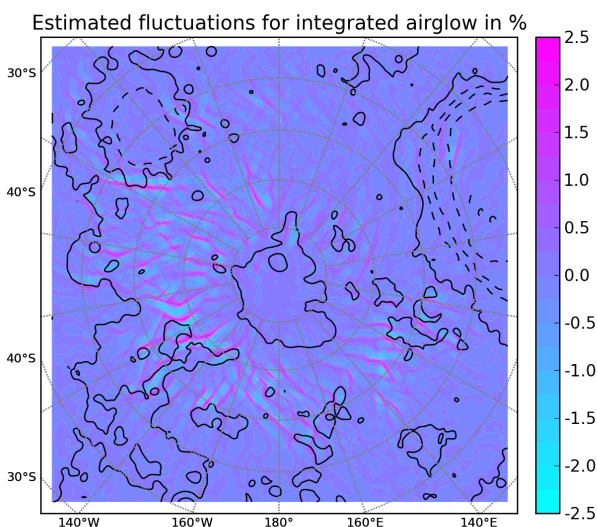 Estimated fluctuations for integrated airglow in %
30°S
40°S
40°S
30°S
140°W
160°W
180°
160°E
140°E
2.5
2.0
1.5
1.0
0.5
0.0
-0.5
-1.0
-1.5
-2.0
-2.5